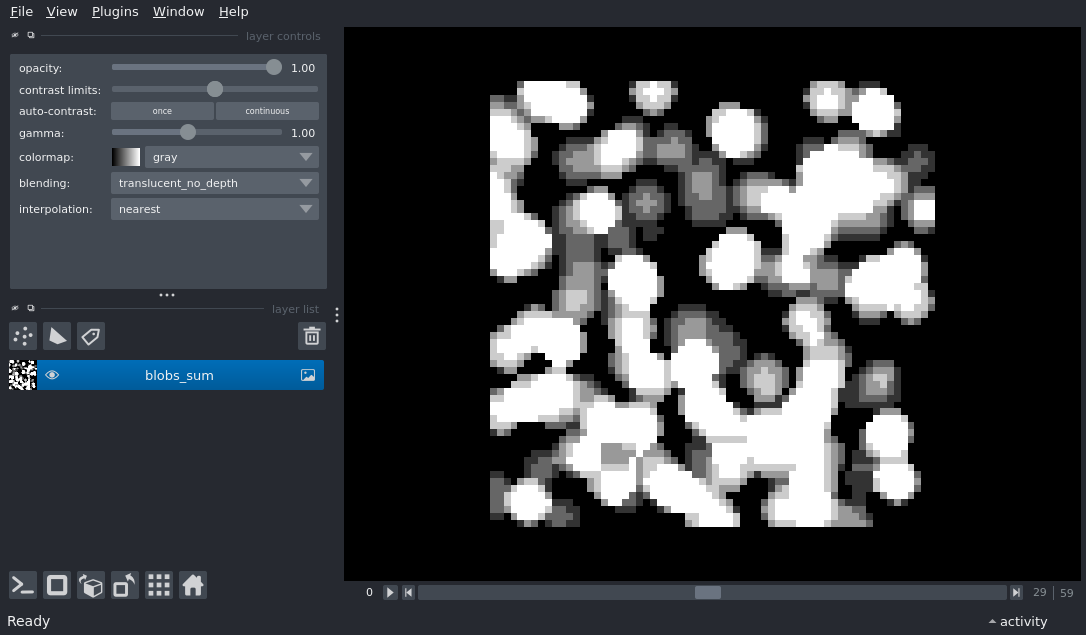 File View Plugins Window Help
layer controls
opacity: 1.00
contrast limits:
auto-contrast: once continuous
gamma: 1.00
colormap: gray
blending: translucent_no_depth
interpolation: nearest
layer list
blobs_sum
0 29 59
Ready activity